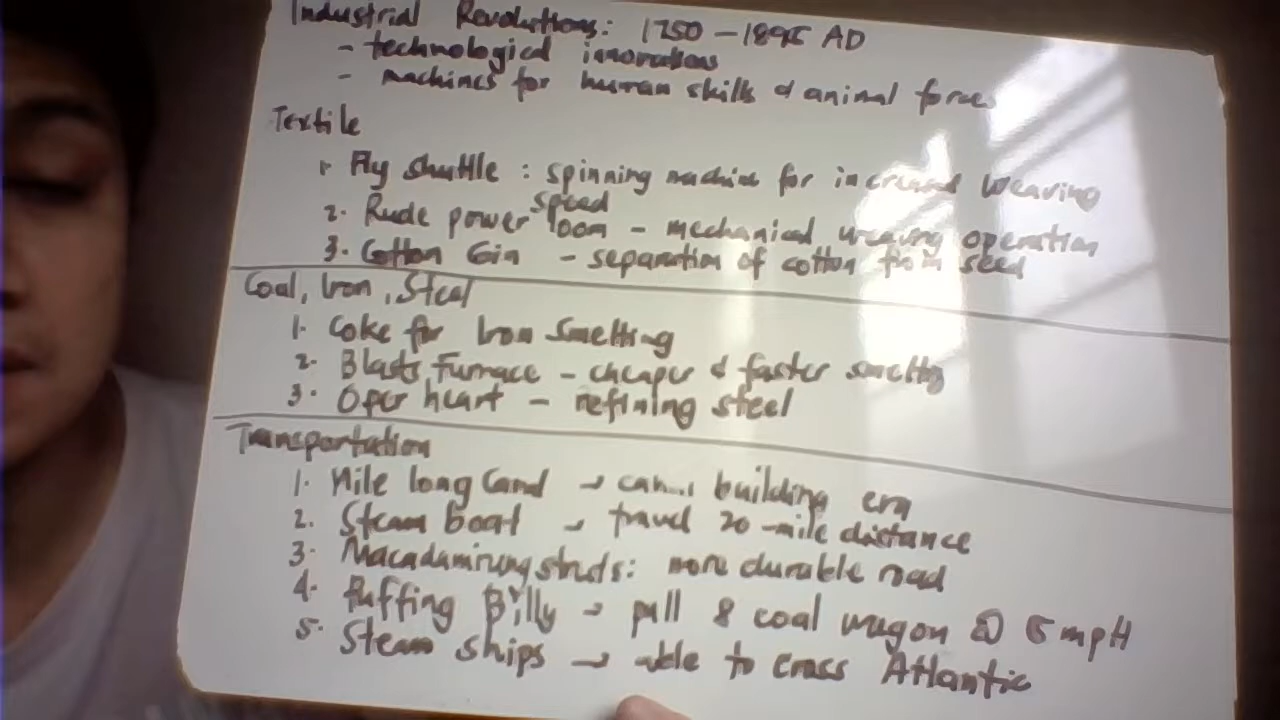 Industrial Revolutions: 1750 - 1895 AD
- technological innovations
- machines for human skills & animal forces
Textile
1. Fly shuttle : spinning machine for increased weaving
speed
2. Rude power loom - mechanical weaving operation
3. Cotton Gin - separation of cotton from seed
Coal, Iron, Steal
1. Coke for Iron Smelting
2. Blasts Furnace - cheaper & faster smelting
3. Open heart - refining steel
Transportation
1. Mile long Canal → canal building era
2. Steam boat → travel 20-mile distance
3. Macadamizung : more durable road
4. Puffing Billy → pull 8 coal wagon @ 5 mpH
5. Steam ships → able to cross Atlantic